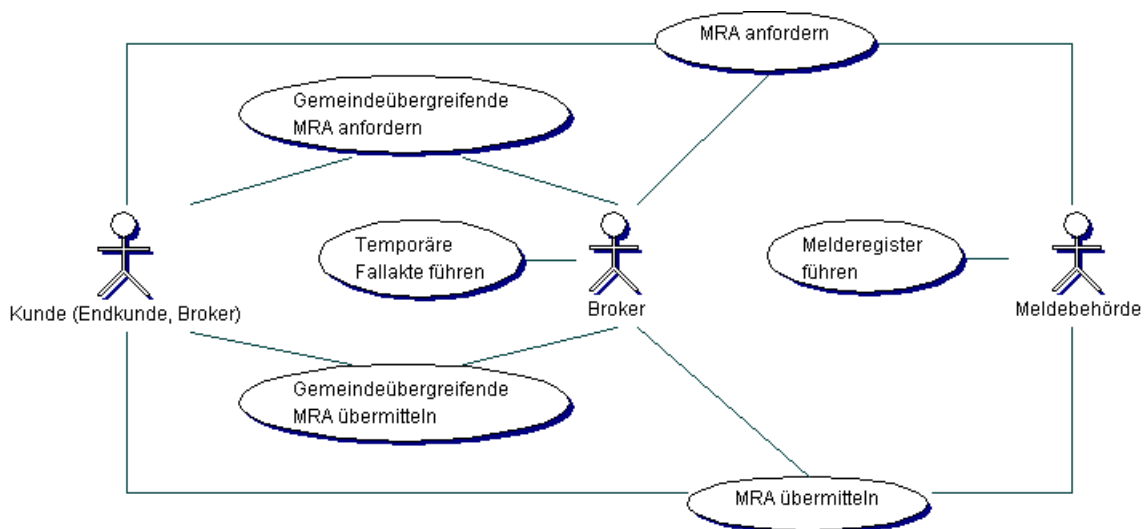 MRA anfordern
Gemeindeübergreifende
MRA anfordern
Temporäre
Fallakte führen
Melderegister
führen
Kunde (Endkunde, Broker)
Broker
Meldebehörde
Gemeindeübergreifende
MRA übermitteln
MRA übermitteln